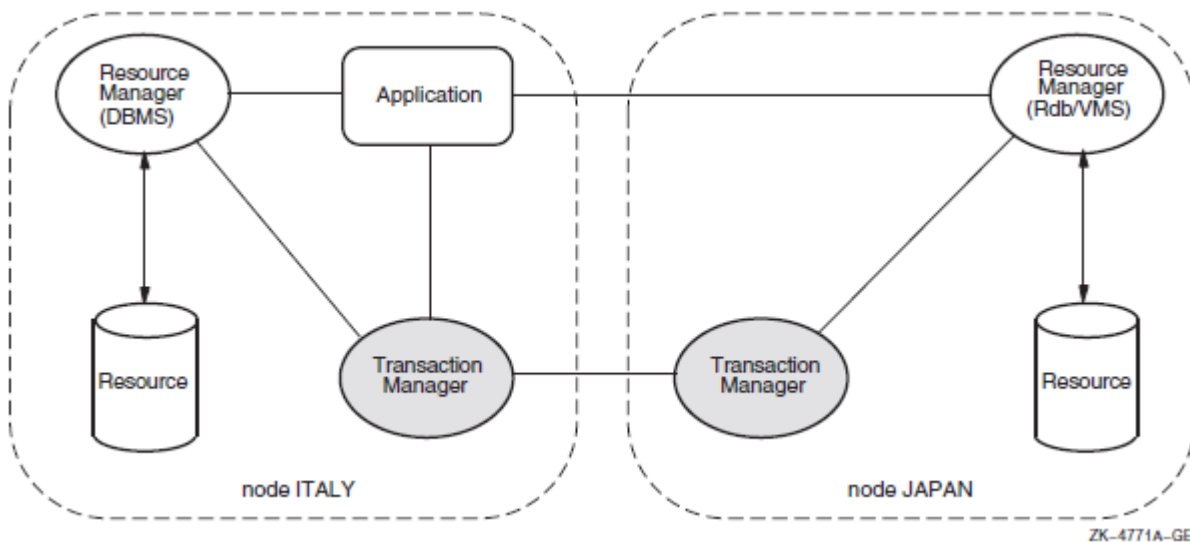 Resource
Manager
(DBMS)
Application
Resource
Manager
(Rdb/VMS)
Resource
Transaction
Manager
Transaction
Manager
Resource
node ITALY
node JAPAN
ZK-4771A-GE